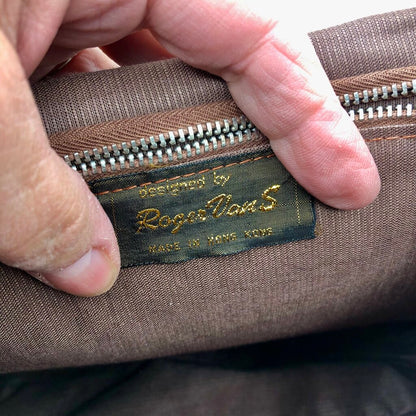 DESIGNED by
Roger Van S
MADE IN HONG KONG